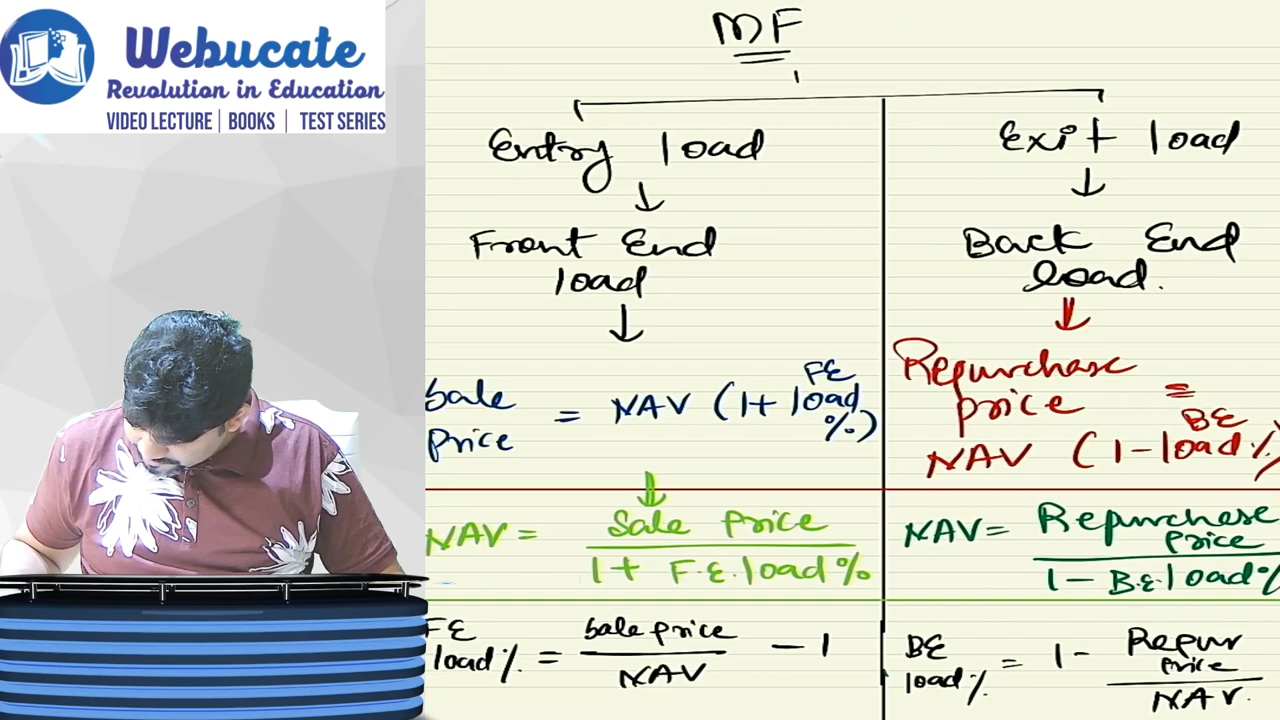 Webucate
Revolution in Education
VIDEO LECTURE | BOOKS | TEST SERIES
MF
Entry load
↓
Front End
load
↓
Sale
Price = NAV (1+ FE load %)
↓
NAV = Sale Price / 1 + F.E. load %
FE
load % = Sale price / NAV - 1
Exit load
↓
Back End
load.
↓
Repurchase
price =
NAV (1 - BE load %)
NAV = Repurchase price / 1 - B.E. load %
BE
load % = 1 - Repur price / NAV.